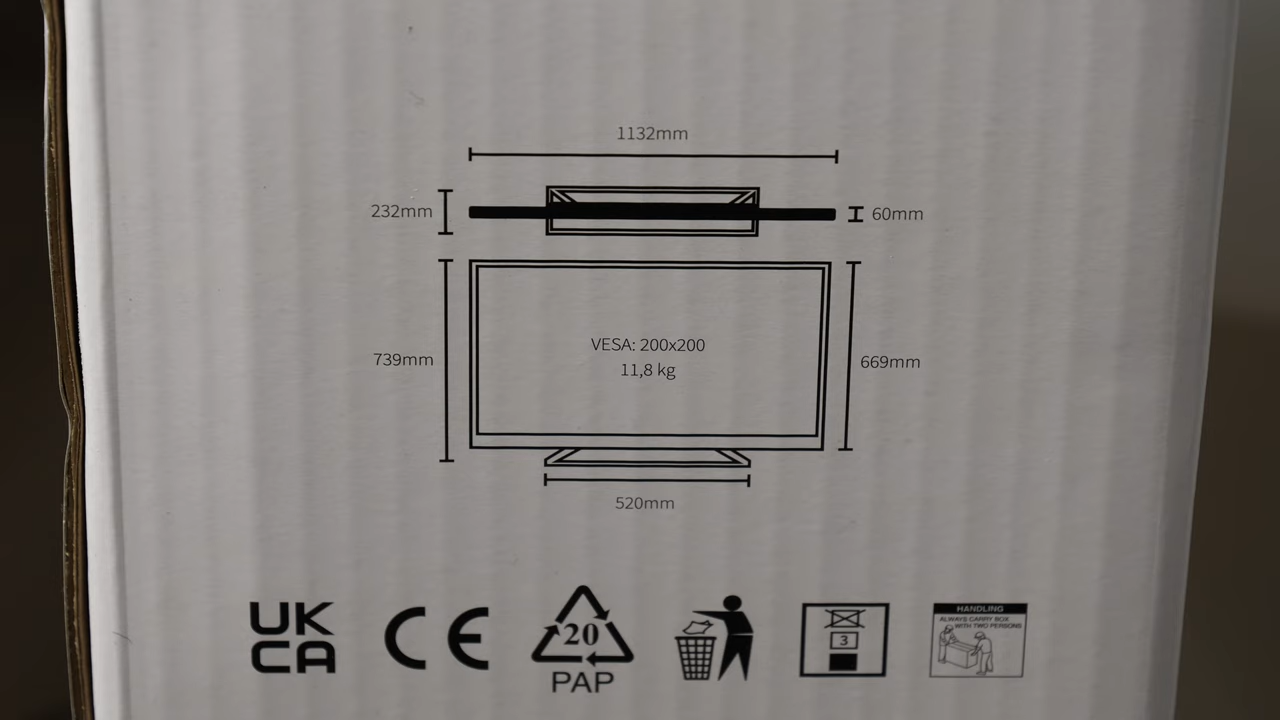 1132mm
232mm
60mm
739mm
VESA: 200x200
11,8 kg
669mm
520mm
UK
CA
CE
20
PAP
3
HANDLING
ALWAYS CARRY BOX
WITH TWO PERSONS